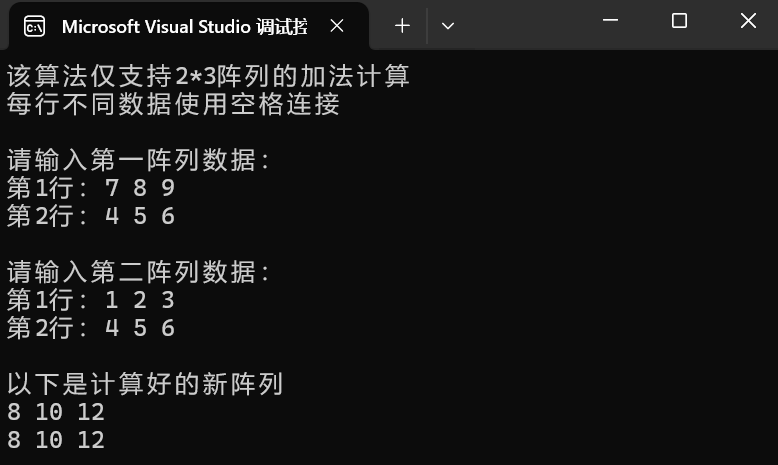 Microsoft Visual Studio 调试控
该算法仅支持2*3阵列的加法计算
每行不同数据使用空格连接
请输入第一阵列数据：
第1行：7 8 9
第2行：4 5 6
请输入第二阵列数据：
第1行：1 2 3
第2行：4 5 6
以下是计算好的新阵列
8 10 12
8 10 12